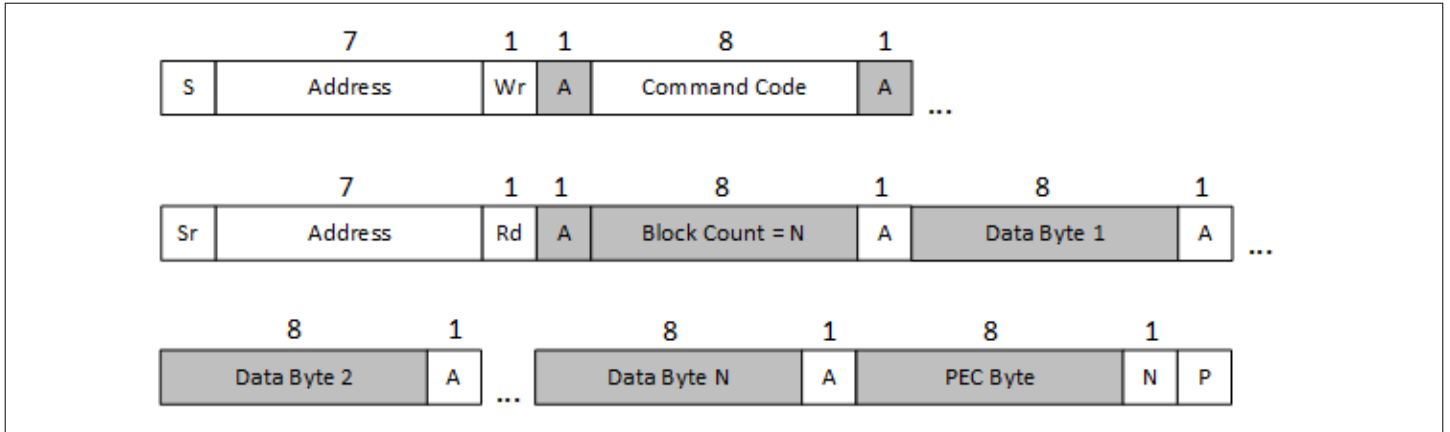 7 1 1 8 1
S Address Wr A Command Code A ...
7 1 1 8 1 8 1
Sr Address Rd A Block Count = N A Data Byte 1 A ...
8 1 8 1 8 1
Data Byte 2 A ... Data Byte N A PEC Byte N P